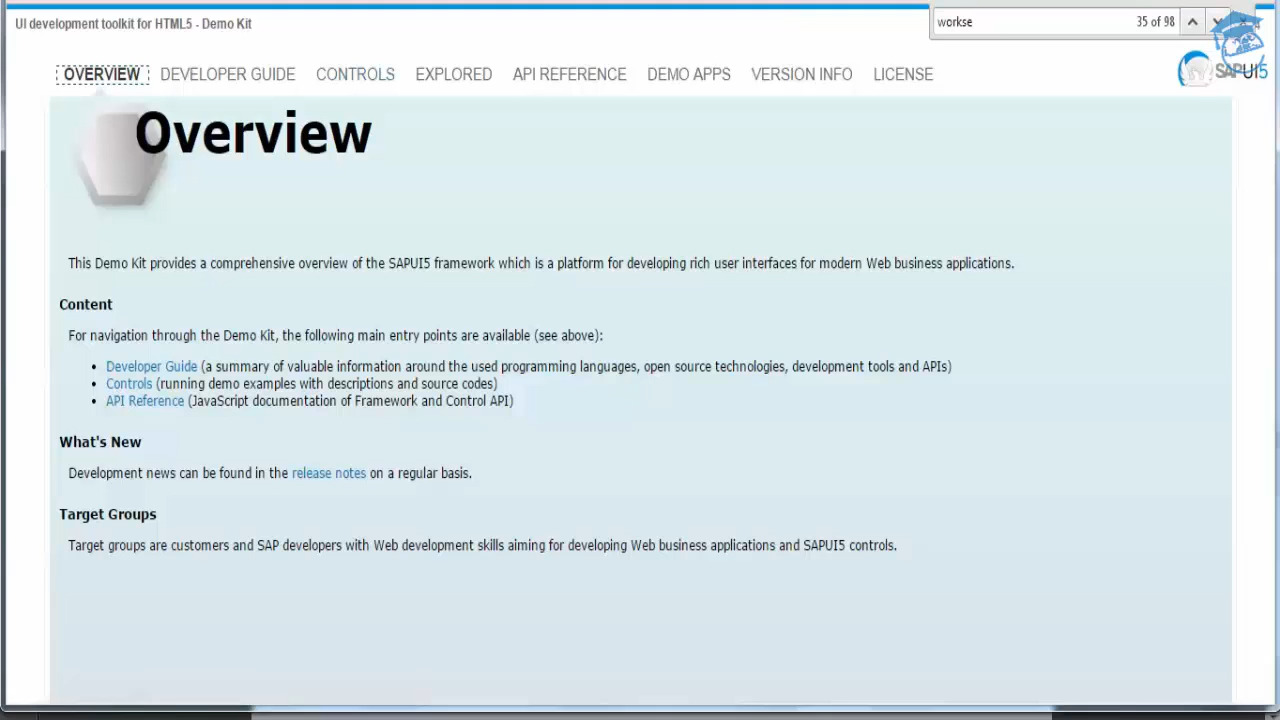 UI development toolkit for HTML5 - Demo Kit
workse 35 of 98
OVERVIEW DEVELOPER GUIDE CONTROLS EXPLORED API REFERENCE DEMO APPS VERSION INFO LICENSE
SAPUI5
Overview
This Demo Kit provides a comprehensive overview of the SAPUI5 framework which is a platform for developing rich user interfaces for modern Web business applications.
Content
For navigation through the Demo Kit, the following main entry points are available (see above):
• Developer Guide (a summary of valuable information around the used programming languages, open source technologies, development tools and APIs)
• Controls (running demo examples with descriptions and source codes)
• API Reference (JavaScript documentation of Framework and Control API)
What's New
Development news can be found in the release notes on a regular basis.
Target Groups
Target groups are customers and SAP developers with Web development skills aiming for developing Web business applications and SAPUI5 controls.